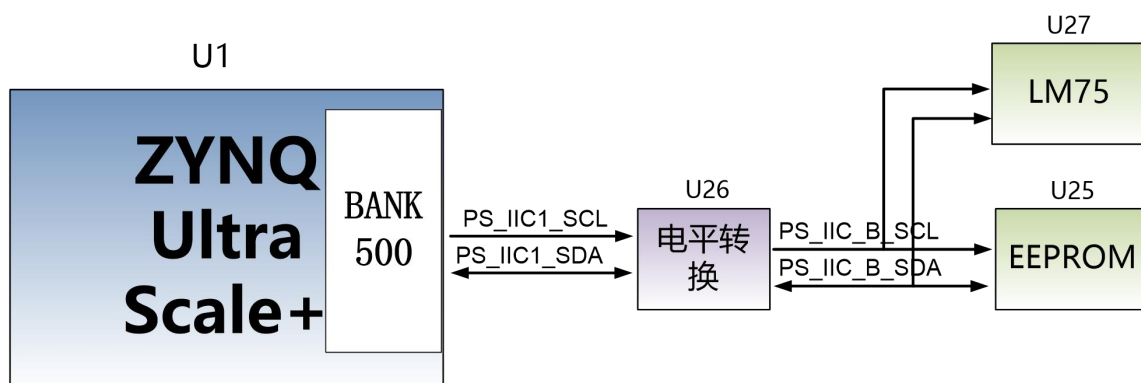 U1
ZYNQ
Ultra
Scale+
BANK
500
PS_IIC1_SCL
PS_IIC1_SDA
U26
电平转
换
PS_IIC_B_SCL
PS_IIC_B_SDA
U27
LM75
U25
EEPROM